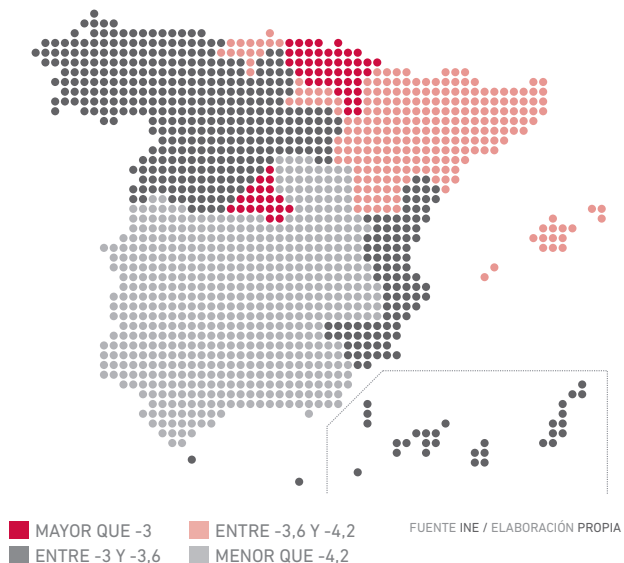 MAYOR QUE -3
ENTRE -3 Y -3,6
ENTRE -3,6 Y -4,2
MENOR QUE -4,2
FUENTE INE / ELABORACIÓN PROPIA